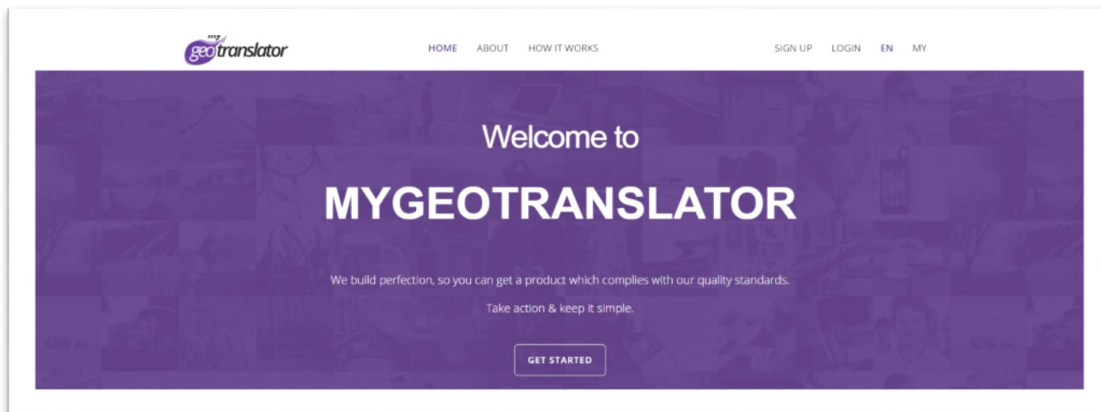 my
geotranslator
HOME ABOUT HOW IT WORKS SIGN UP LOGIN EN MY
Welcome to
MYGEOTRANSLATOR
We build perfection, so you can get a product which complies with our quality standards.
Take action & keep it simple.
GET STARTED